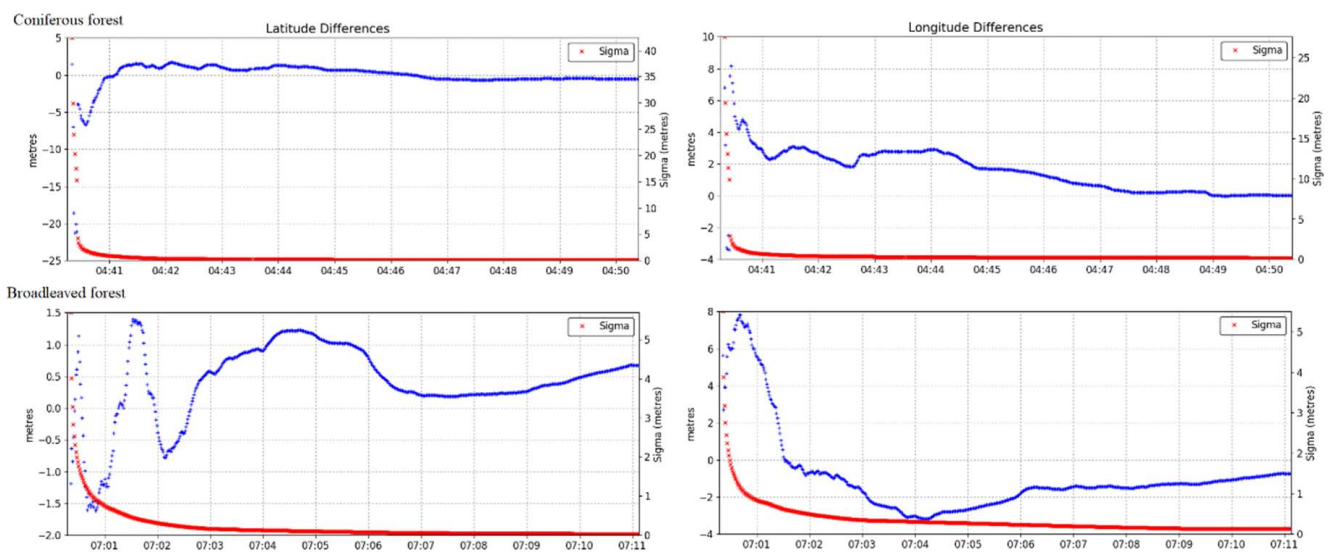 Coniferous forest
Latitude Differences
Longitude Differences
5
0
−5
−10
−15
−20
−25
metres
Sigma
40
35
30
25
20
15
10
5
0
Sigma (metres)
04:41 04:42 04:43 04:44 04:45 04:46 04:47 04:48 04:49 04:50
10
8
6
4
2
0
−2
−4
metres
Sigma
25
20
15
10
5
0
Sigma (metres)
04:41 04:42 04:43 04:44 04:45 04:46 04:47 04:48 04:49 04:50
Broadleaved forest
1.5
1.0
0.5
0.0
−0.5
−1.0
−1.5
−2.0
metres
Sigma
5
4
3
2
1
0
Sigma (metres)
07:01 07:02 07:03 07:04 07:05 07:06 07:07 07:08 07:09 07:10 07:11
8
6
4
2
0
−2
−4
metres
Sigma
5
4
3
2
1
0
Sigma (metres)
07:01 07:02 07:03 07:04 07:05 07:06 07:07 07:08 07:09 07:10 07:11